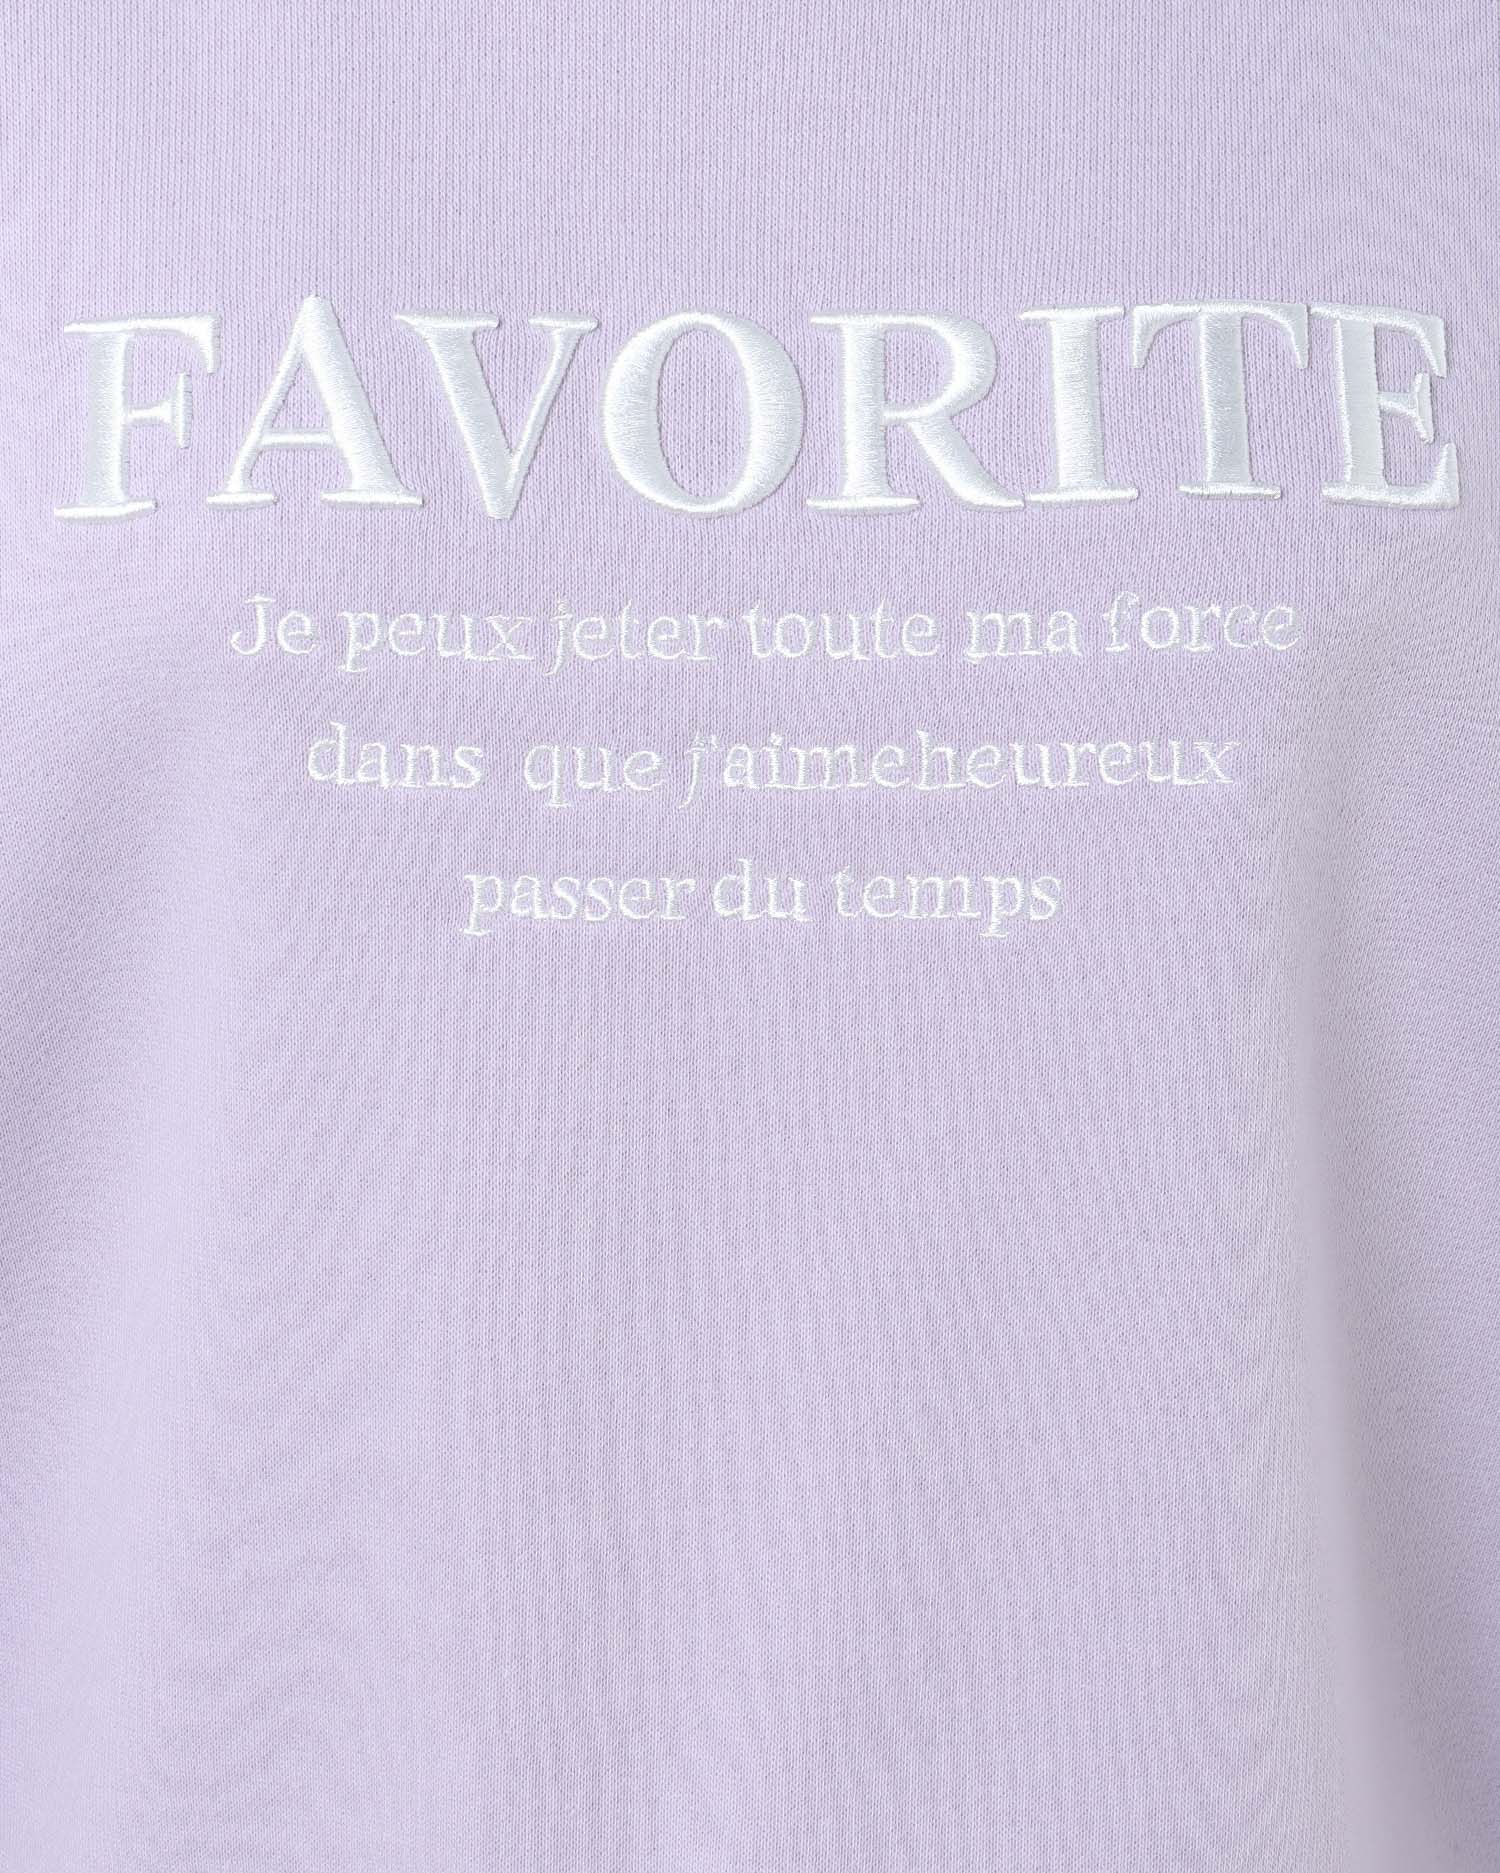 FAVORITE
Je peux jeter toute ma force
dans que j'aimeheureux
passer du temps